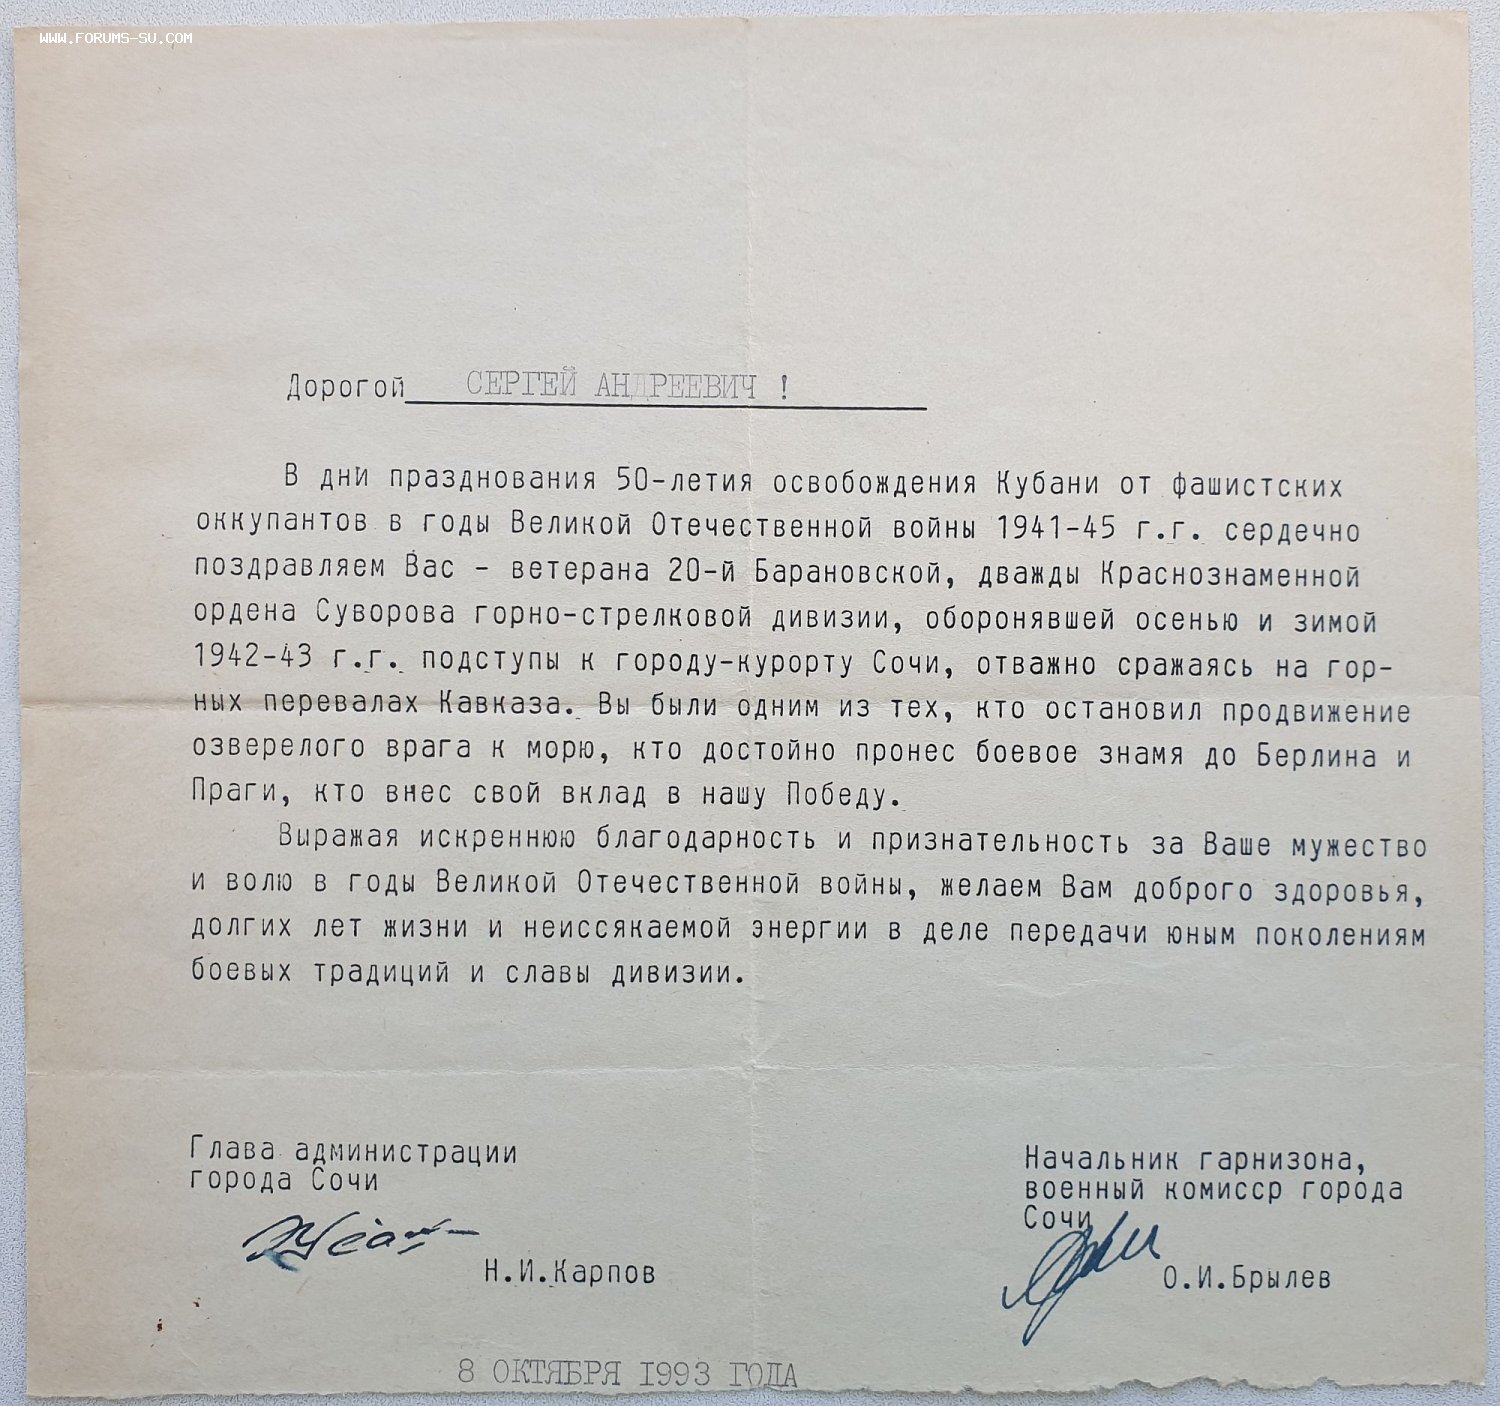 WWW.FORUMS-SU.COM
Дорогой СЕРГЕЙ АНДРЕЕВИЧ !
В дни празднования 50-летия освобождения Кубани от фашистских
оккупантов в годы Великой Отечественной войны 1941-45 г.г. сердечно
поздравляем Вас - ветерана 20-й Барановской, дважды Краснознаменной
ордена Суворова горно-стрелковой дивизии, оборонявшей осенью и зимой
1942-43 г.г. подступы к городу-курорту Сочи, отважно сражаясь на гор-
ных перевалах Кавказа. Вы были одним из тех, кто остановил продвижение
озверелого врага к морю, кто достойно пронес боевое знамя до Берлина и
Праги, кто внес свой вклад в нашу Победу.
Выражая искреннюю благодарность и признательность за Ваше мужество
и волю в годы Великой Отечественной войны, желаем Вам доброго здоровья,
долгих лет жизни и неиссякаемой энергии в деле передачи юным поколениям
боевых традиций и славы дивизии.
Глава администрации
города Сочи
Н.И.Карпов
Начальник гарнизона,
военный комисср города
Сочи
О.И.Брылев
8 ОКТЯБРЯ 1993 ГОДА